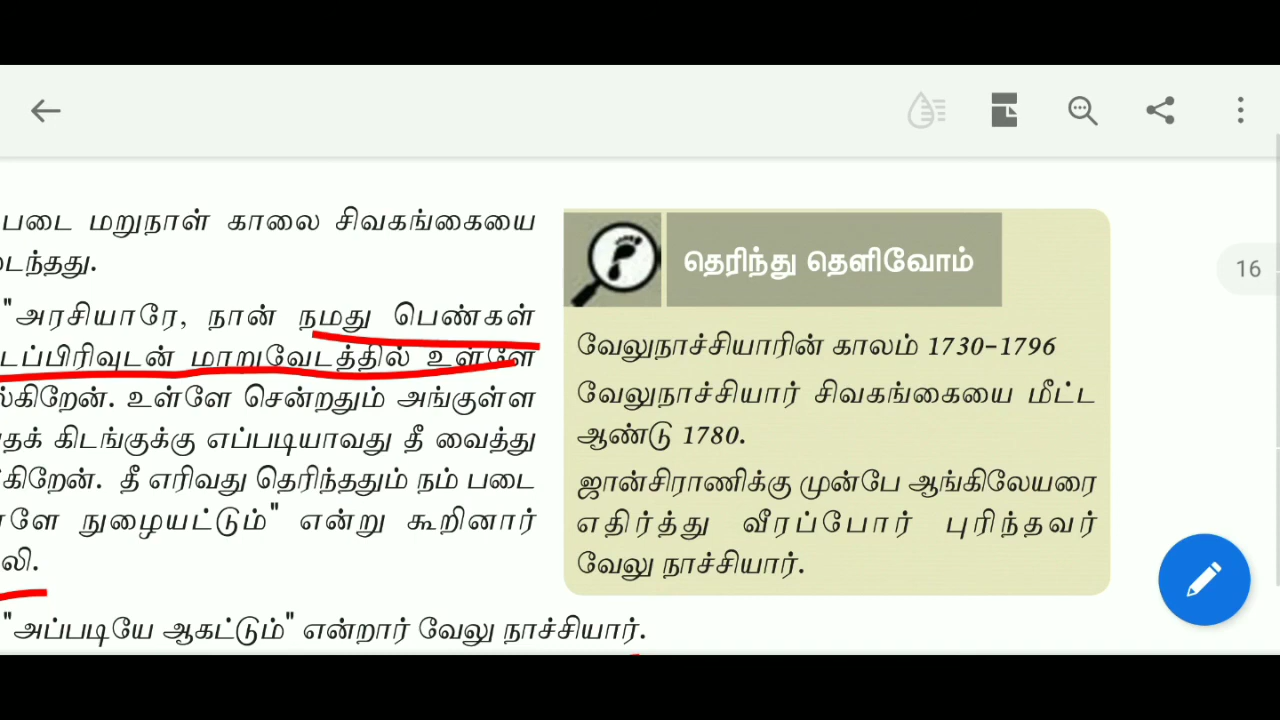 படை மறுநாள் காலை சிவகங்கையை
டைந்தது.
"அரசியாரே, நான் நமது பெண்கள்
டப்பிரிவுடன் மாறுவேடத்தில் உள்ளே
கிறேன். உள்ளே சென்றதும் அங்குள்ள
தக் கிடங்குக்கு எப்படியாவது தீ வைத்து
கிறேன். தீ எரிவது தெரிந்ததும் நம் படை
ளே நுழையட்டும்" என்று கூறினார்
லி.
"அப்படியே ஆகட்டும்" என்றார் வேலு நாச்சியார்.
தெரிந்து தெளிவோம்
வேலுநாச்சியாரின் காலம் 1730-1796
வேலுநாச்சியார் சிவகங்கையை மீட்ட
ஆண்டு 1780.
ஜான்சிராணிக்கு முன்பே ஆங்கிலேயரை
எதிர்த்து வீரப்போர் புரிந்தவர்
வேலு நாச்சியார்.
16